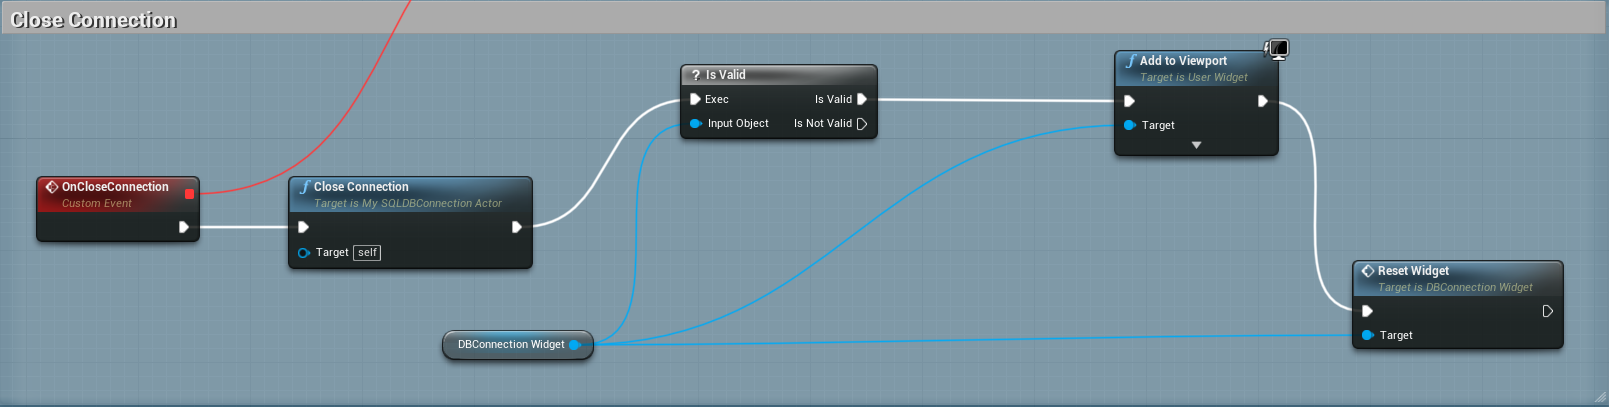 Close Connection
OnCloseConnection
Custom Event
Close Connection
Target is My SQLDBConnection Actor
Target self
? Is Valid
Exec Is Valid
Input Object Is Not Valid
DBConnection Widget
Add to Viewport
Target is User Widget
Target
Reset Widget
Target is DBConnection Widget
Target